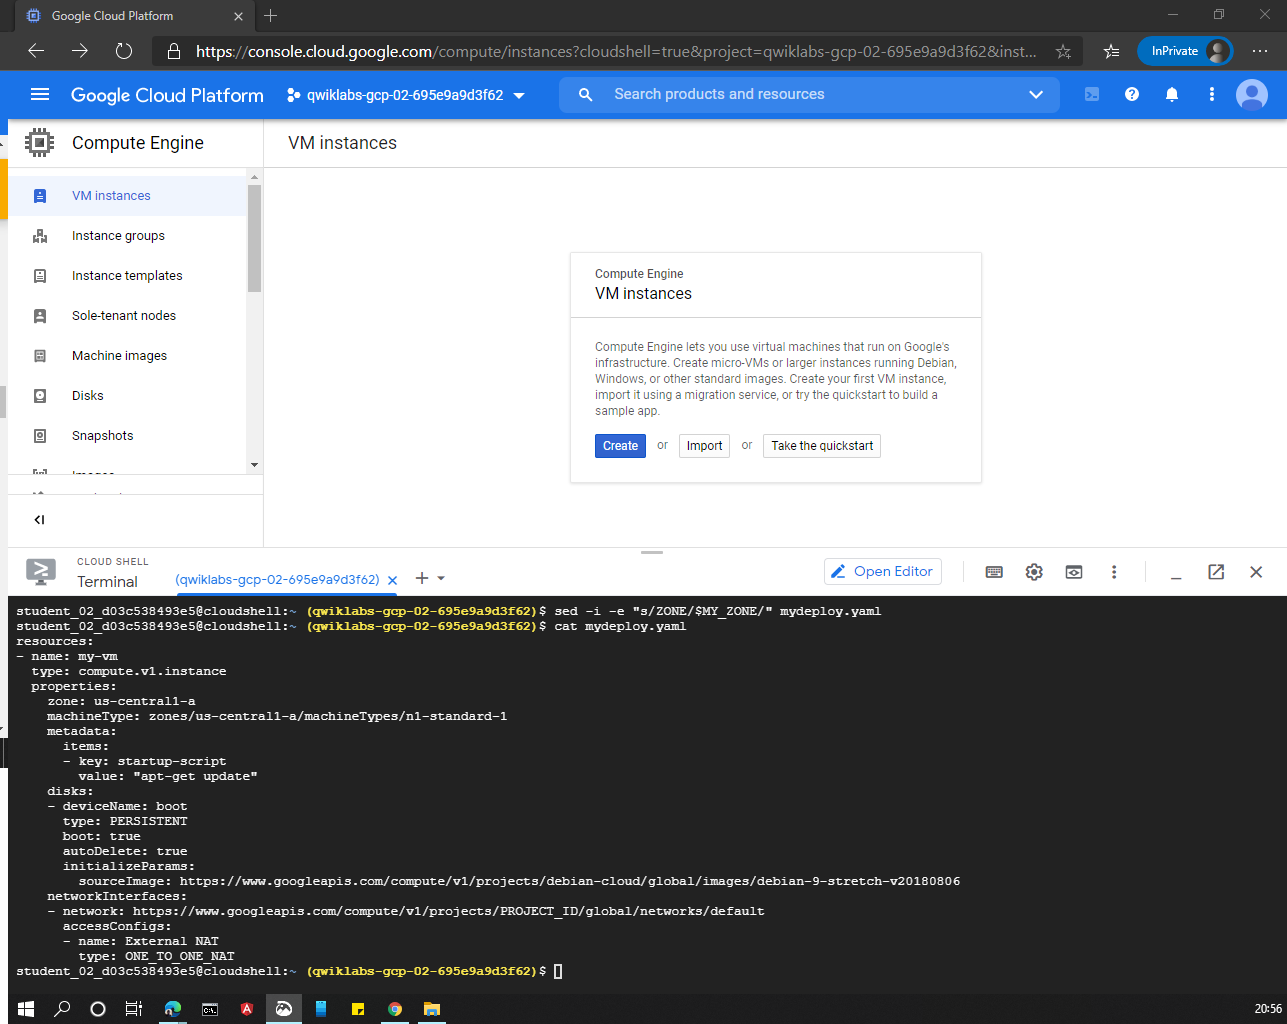 Google Cloud Platform
https://console.cloud.google.com/compute/instances?cloudshell=true&project=qwiklabs-gcp-02-695e9a9d3f62&inst...
InPrivate
Google Cloud Platform
qwiklabs-gcp-02-695e9a9d3f62
Search products and resources
Compute Engine
VM instances
VM instances
Instance groups
Instance templates
Sole-tenant nodes
Machine images
Disks
Snapshots
Images
Compute Engine
VM instances
Compute Engine lets you use virtual machines that run on Google's
infrastructure. Create micro-VMs or larger instances running Debian,
Windows, or other standard images. Create your first VM instance,
import it using a migration service, or try the quickstart to build a
sample app.
Create or Import or Take the quickstart
CLOUD SHELL
Terminal
(qwiklabs-gcp-02-695e9a9d3f62)
Open Editor
student_02_d03c538493e5@cloudshell:~ (qwiklabs-gcp-02-695e9a9d3f62)$ sed -i -e "s/ZONE/$MY_ZONE/" mydeploy.yaml
student_02_d03c538493e5@cloudshell:~ (qwiklabs-gcp-02-695e9a9d3f62)$ cat mydeploy.yaml
resources:
- name: my-vm
  type: compute.v1.instance
  properties:
    zone: us-central1-a
    machineType: zones/us-central1-a/machineTypes/n1-standard-1
    metadata:
      items:
      - key: startup-script
        value: "apt-get update"
    disks:
    - deviceName: boot
      type: PERSISTENT
      boot: true
      autoDelete: true
      initializeParams:
        sourceImage: https://www.googleapis.com/compute/v1/projects/debian-cloud/global/images/debian-9-stretch-v20180806
    networkInterfaces:
    - network: https://www.googleapis.com/compute/v1/projects/PROJECT_ID/global/networks/default
      accessConfigs:
      - name: External NAT
        type: ONE_TO_ONE_NAT
student_02_d03c538493e5@cloudshell:~ (qwiklabs-gcp-02-695e9a9d3f62)$
20:56